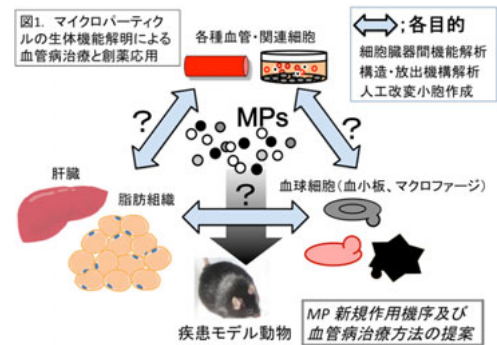 図1. マイクロパーティク
ルの生体機能解明による
血管病治療と創薬応用
各種血管・関連細胞
;各目的
細胞臓器間機能解析
構造・放出機構解析
人工改変小胞作成
?
?
MPs
肝臓
脂肪組織
?
血球細胞(血小板、マクロファージ)
疾患モデル動物
MP 新規作用機序及び
血管病治療方法の提案